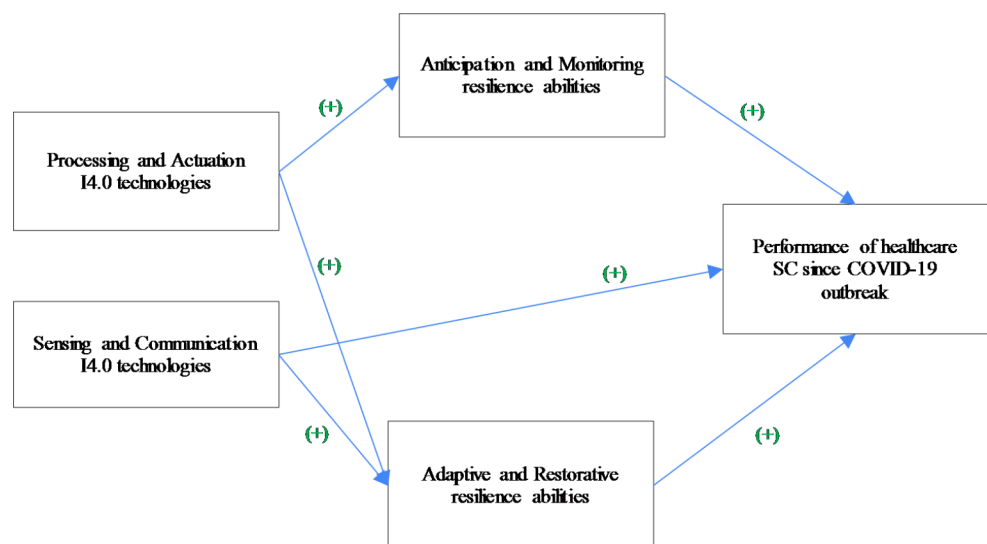 Anticipation and Monitoring
resilience abilities
(+)
(+)
Processing and Actuation
I4.0 technologies
Performance of healthcare
SC since COVID-19
outbreak
(+)
(+)
Sensing and Communication
I4.0 technologies
(+)
(+)
Adaptive and Restorative
resilience abilities